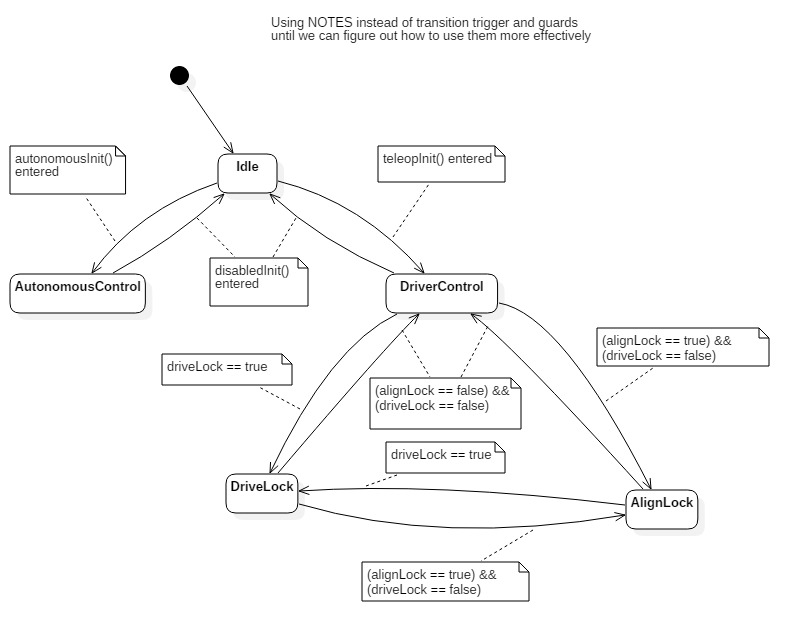 Using NOTES instead of transition trigger and guards
until we can figure out how to use them more effectively
autonomousInit()
entered
Idle
teleopInit() entered
disabledInit()
entered
AutonomousControl
DriverControl
(alignLock == true) &&
(driveLock == false)
driveLock == true
(alignLock == false) &&
(driveLock == false)
driveLock == true
DriveLock
AlignLock
(alignLock == true) &&
(driveLock == false)